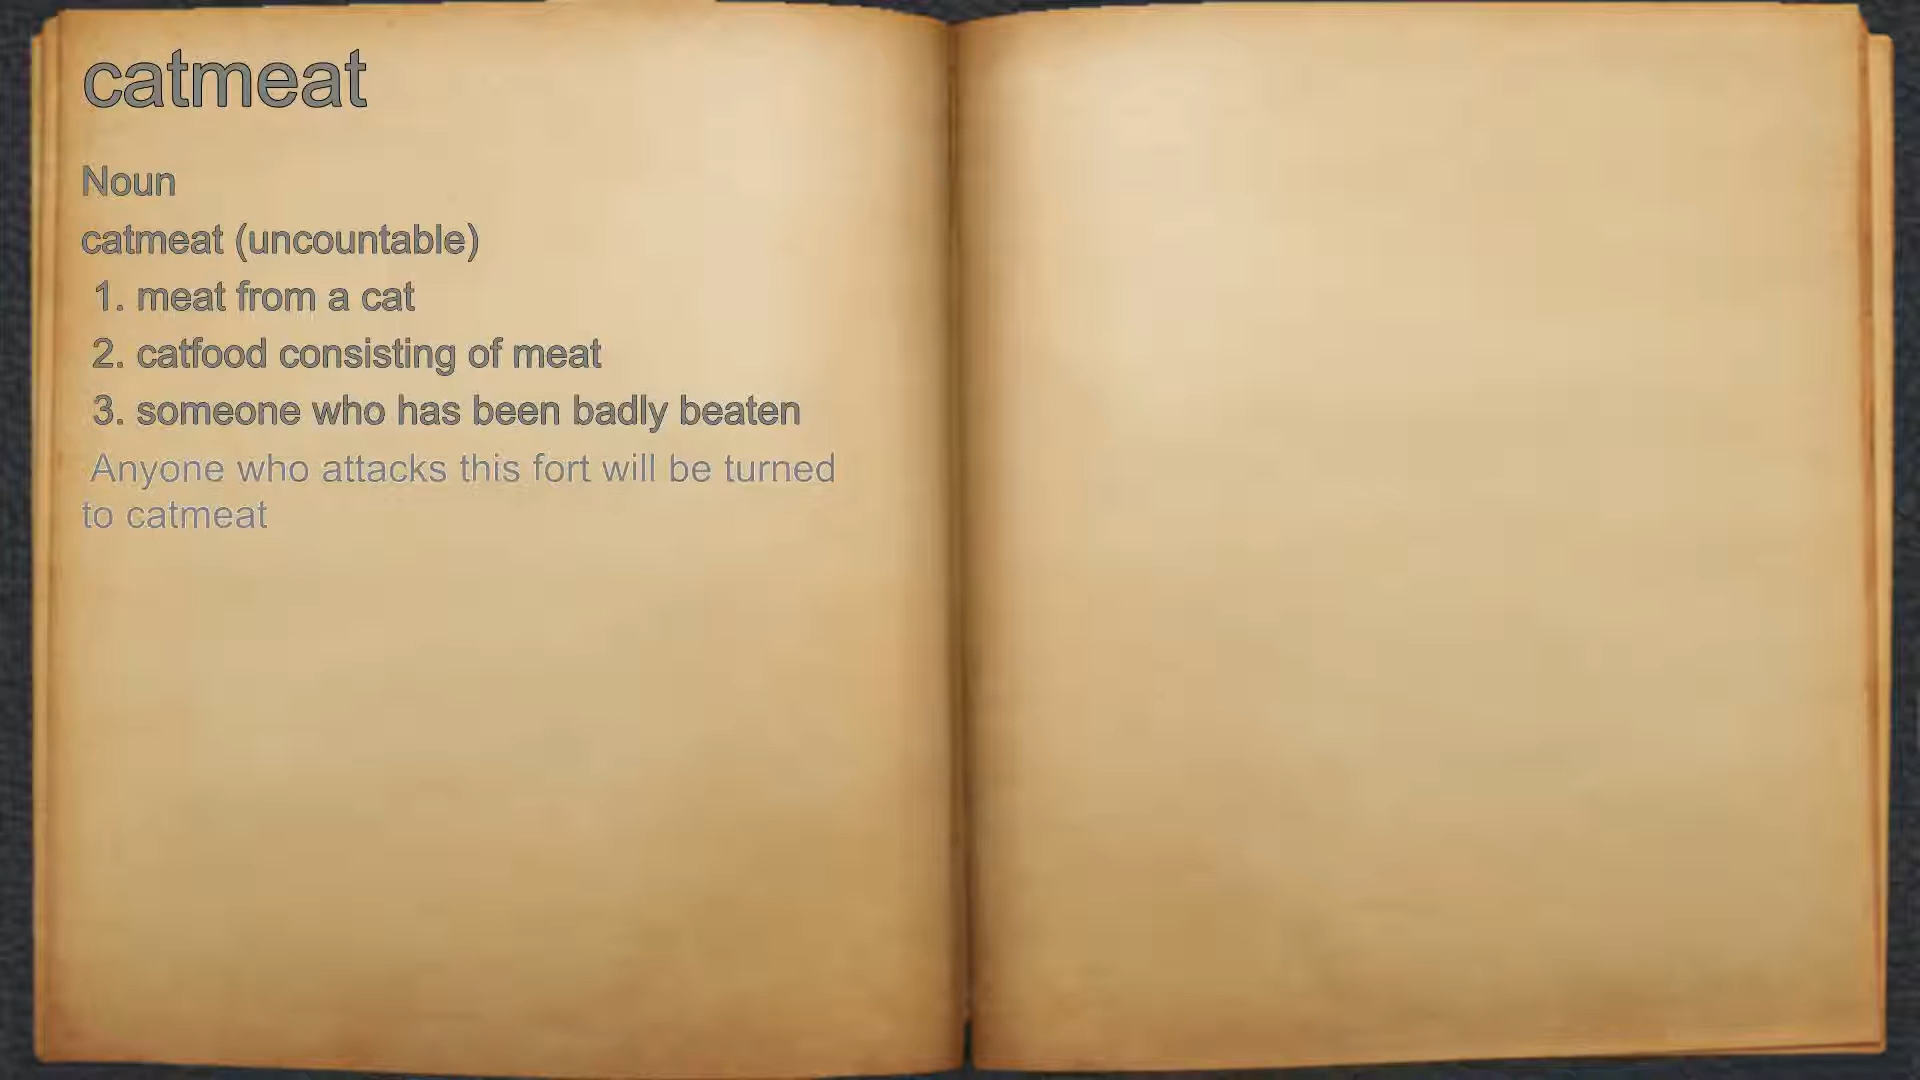 catmeat
Noun
catmeat (uncountable)
1. meat from a cat
2. catfood consisting of meat
3. someone who has been badly beaten
Anyone who attacks this fort will be turned
to catmeat